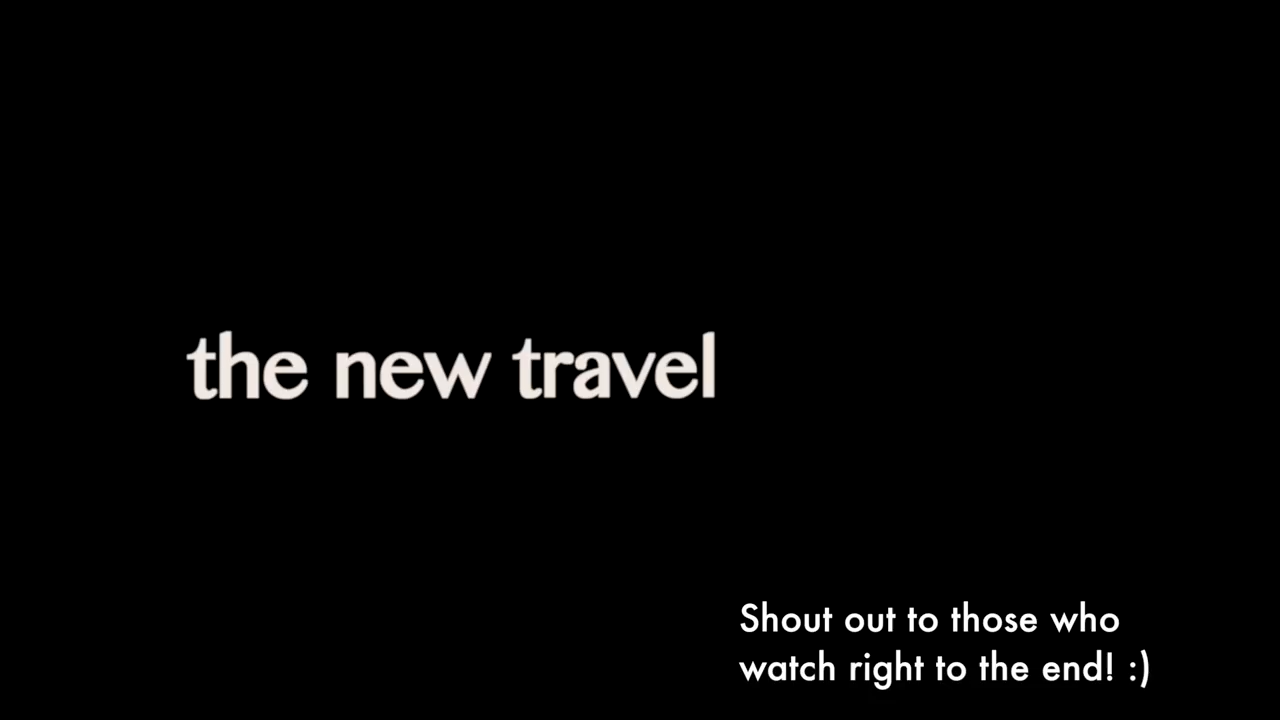 the new travel
Shout out to those who
watch right to the end! :)